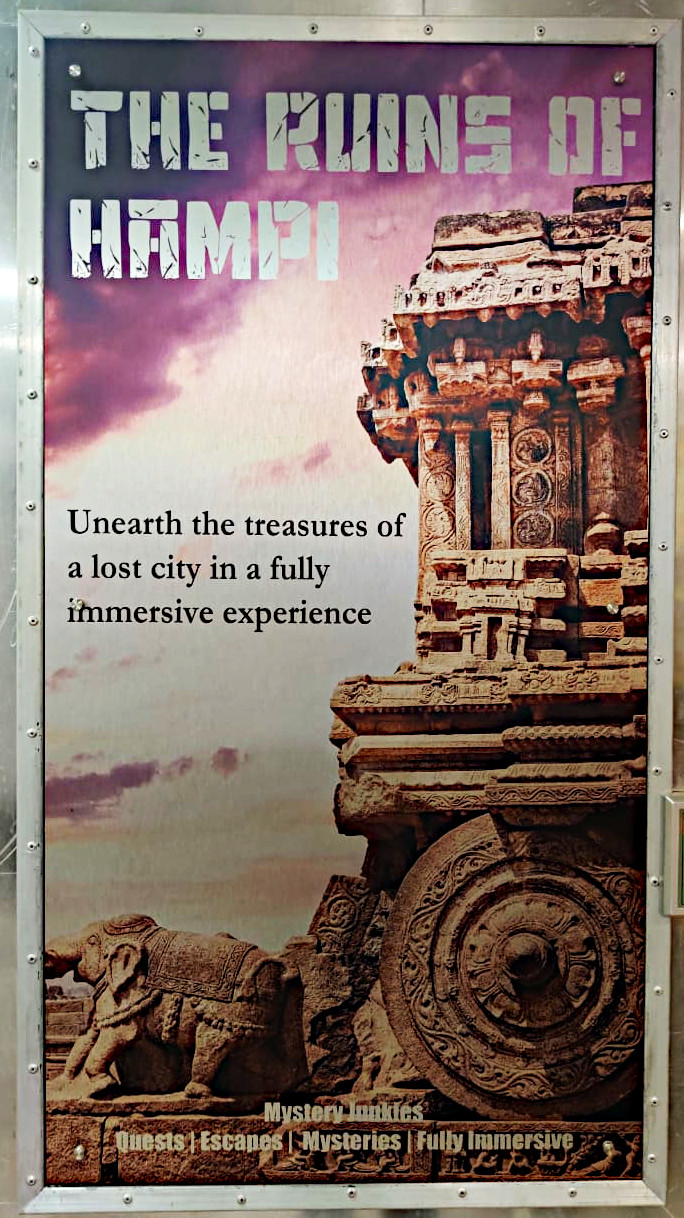 THE RUINS OF
HAMPI
Unearth the treasures of
a lost city in a fully
immersive experience
Mystery Junkies
Quests | Escapes | Mysteries | Fully Immersive